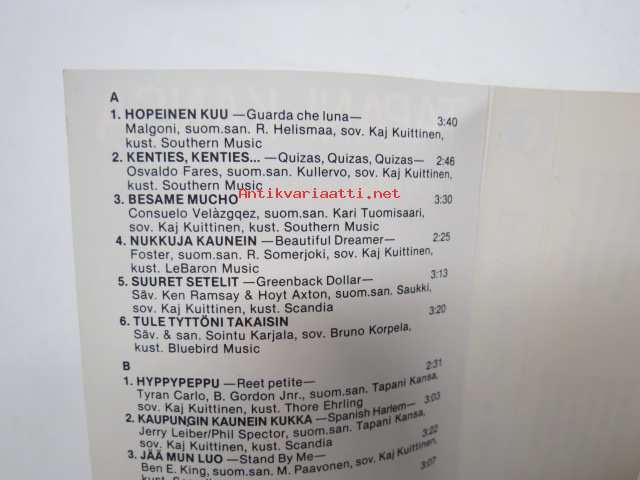 A
1. HOPEINEN KUU —Guarda che luna— 3:40
Malgoni, suom.san. R. Helismaa, sov. Kaj Kuittinen,
kust. Southern Music
2. KENTIES, KENTIES... —Quizas, Quizas, Quizas— 2:46
Osvaldo Fares, suom.san. Kullervo, sov. Kaj Kuittinen,
kust. Southern Music
Antikvariaatti.net
3. BESAME MUCHO 3:30
Consuelo Velàzgqez, suom.san. Kari Tuomisaari,
sov. Kaj Kuittinen, kust. Southern Music
4. NUKKUJA KAUNEIN —Beautiful Dreamer— 2:25
Foster, suom.san. R. Somerjoki, sov. Kaj Kuittinen,
kust. LeBaron Music
5. SUURET SETELIT —Greenback Dollar— 3:13
Säv. Ken Ramsay & Hoyt Axton, suom.san. Saukki,
sov. Kaj Kuittinen, kust. Scandia
6. TULE TYTTÖNI TAKAISIN 3:20
Säv. & san. Sointu Karjala, sov. Bruno Korpela,
kust. Bluebird Music
B
1. HYPPYPEPPU —Reet petite— 2:31
Tyran Carlo, B. Gordon Jnr., suom.san. Tapani Kansa,
sov. Kaj Kuittinen, kust. Thore Ehrling
2. KAUPUNGIN KAUNEIN KUKKA —Spanish Harlem— 3:03
Jerry Leiber/Phil Spector, suom.san. Tapani Kansa,
sov. Kaj Kuittinen, kust. Scandia
3. JÄÄ MUN LUO —Stand By Me— 3:22
Ben E. King, suom.san. M. Paavonen, sov. Kaj Kuittinen,
3:07